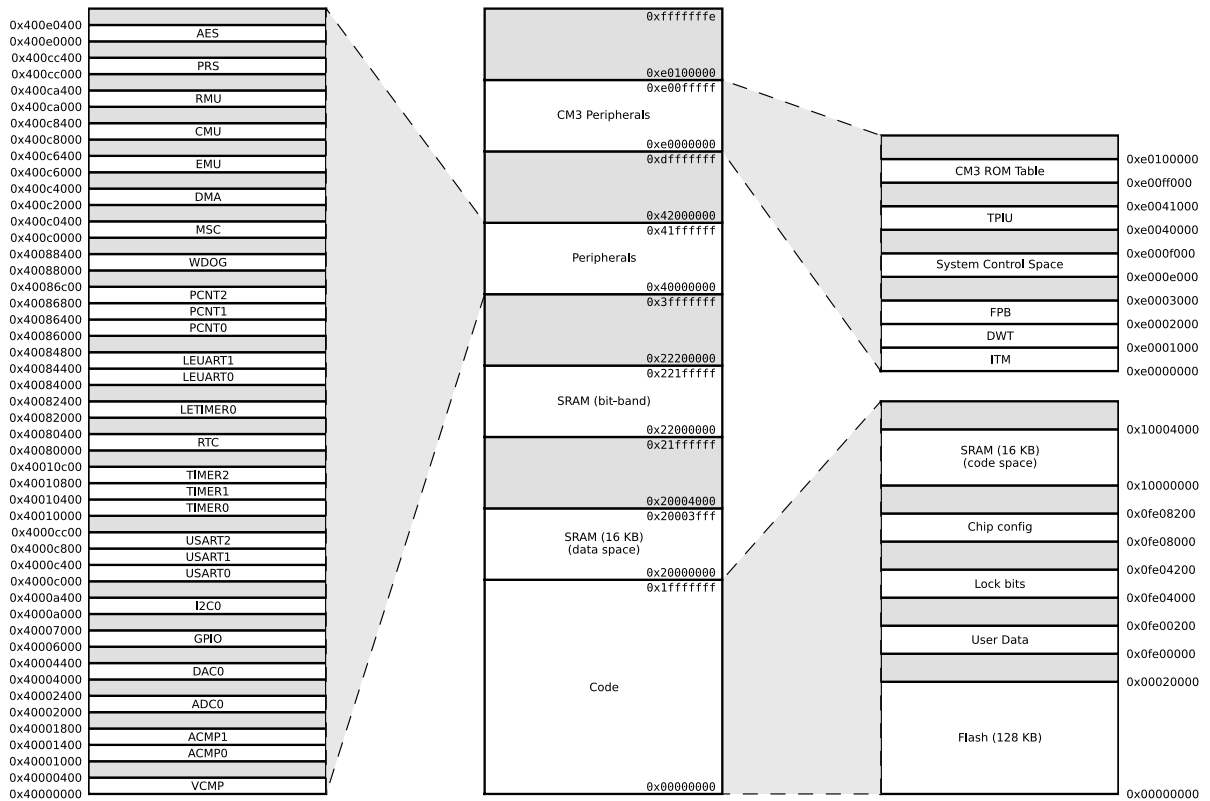 0x400e0400
AES
0x400e0000
0x400cc400
PRS
0x400cc000
0x400ca400
RMU
0x400ca000
0x400c8400
CMU
0x400c8000
0x400c6400
EMU
0x400c6000
0x400c4000
DMA
0x400c2000
0x400c0400
MSC
0x400c0000
0x40088400
WDOG
0x40088000
0x40086c00
PCNT2
0x40086800
PCNT1
0x40086400
PCNT0
0x40086000
0x40084800
LEUART1
0x40084400
LEUART0
0x40084000
0x40082400
LETIMER0
0x40082000
0x40080400
RTC
0x40080000
0x40010c00
TIMER2
0x40010800
TIMER1
0x40010400
TIMER0
0x40010000
0x4000cc00
USART2
0x4000c800
USART1
0x4000c400
USART0
0x4000c000
0x4000a400
I2C0
0x4000a000
0x40007000
GPIO
0x40006000
0x40004400
DAC0
0x40004000
0x40002400
ADC0
0x40002000
0x40001800
ACMP1
0x40001400
ACMP0
0x40001000
0x40000400
VCMP
0x40000000
0xfffffffe
0xe0100000
0xe00fffff
CM3 Peripherals
0xe0000000
0xdfffffff
0x42000000
0x41ffffff
Peripherals
0x40000000
0x3fffffff
0x22200000
0x221fffff
SRAM (bit-band)
0x22000000
0x21ffffff
0x20004000
0x20003fff
SRAM (16 KB)
(data space)
0x20000000
0x1fffffff
Code
0x00000000
0xe0100000
CM3 ROM Table
0xe00ff000
0xe0041000
TPIU
0xe0040000
0xe000f000
System Control Space
0xe000e000
0xe0003000
FPB
0xe0002000
DWT
0xe0001000
ITM
0xe0000000
0x10004000
SRAM (16 KB)
(code space)
0x10000000
0x0fe08200
Chip config
0x0fe08000
0x0fe04200
Lock bits
0x0fe04000
0x0fe00200
User Data
0x0fe00000
0x00020000
Flash (128 KB)
0x00000000